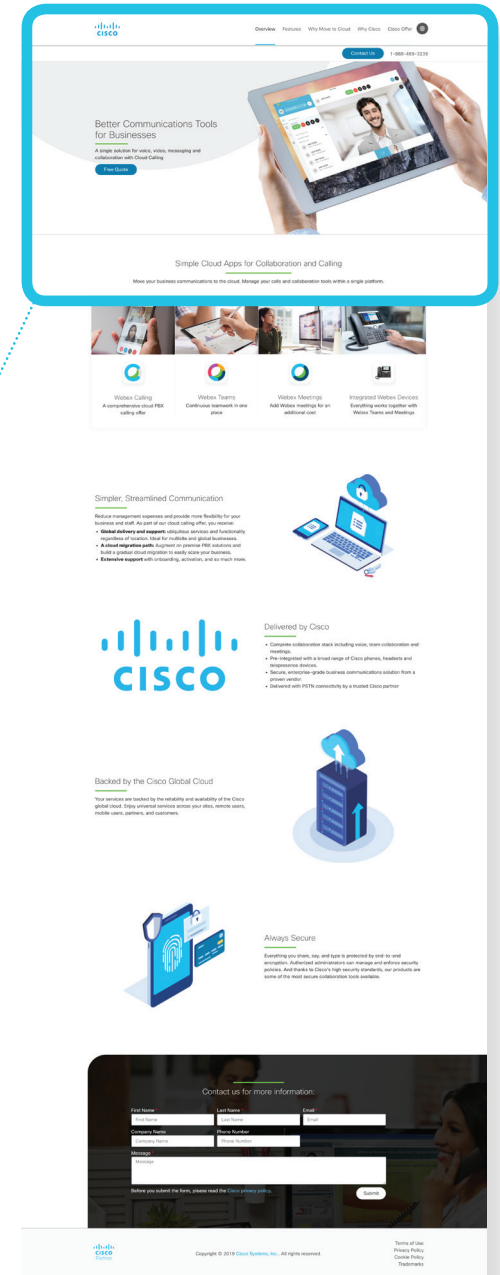 CISCO
Overview Features Why Move to Cloud Why Cisco Cisco Offer
Contact Us 1-888-469-3239
Better Communications Tools
for Businesses
A single solution for voice, video, messaging and
collaboration with Cloud Calling
Free Quote
Simple Cloud Apps for Collaboration and Calling
Move your business communications to the cloud. Manage your calls and collaboration tools within a single platform.
Webex Calling
A comprehensive cloud PBX
calling offer
Webex Teams
Continuous teamwork in one
place
Webex Meetings
Add Webex meetings for an
additional cost
Integrated Webex Devices
Everything works together with
Webex Teams and Meetings
Simpler, Streamlined Communication
Reduce management expenses and provide more flexibility for your
business and staff. As part of our cloud calling offer, you receive:
• Global delivery and support: ubiquitous services and functionality
regardless of location. Ideal for multisite and global businesses.
• A cloud migration path: Augment on premise PBX solutions and
build a gradual cloud migration to easily scare your business.
• Extensive support with onboarding, activation, and so much more.
CISCO
Delivered by Cisco
• Complete collaboration stack including voice, team collaboration and
meetings.
• Pre-integrated with a broad range of Cisco phones, headsets and
telepresence devices.
• Secure, enterprise-grade business communications solution from a
proven vendor.
• Delivered with PSTN connectivity by a trusted Cisco partner
Backed by the Cisco Global Cloud
Your services are backed by the reliability and availability of the Cisco
global cloud. Enjoy universal services across your sites, remote users,
mobile users, partners, and customers.
Always Secure
Everything you share, say, and type is protected by end-to-end
encryption. Authorized administrators can manage and enforce security
policies. And thanks to Cisco's high security standards, our products are
some of the most secure collaboration tools available.
Contact us for more information:
First Name Last Name Email
First Name Last Name Email
Company Name Phone Number
Company Name Phone Number
Message
Message
Before you submit the form, please read the Cisco privacy policy.
Submit
CISCO
Partner
Copyright © 2019 Cisco Systems, Inc.. All rights reserved.
Terms of Use
Privacy Policy
Cookie Policy
Trademarks